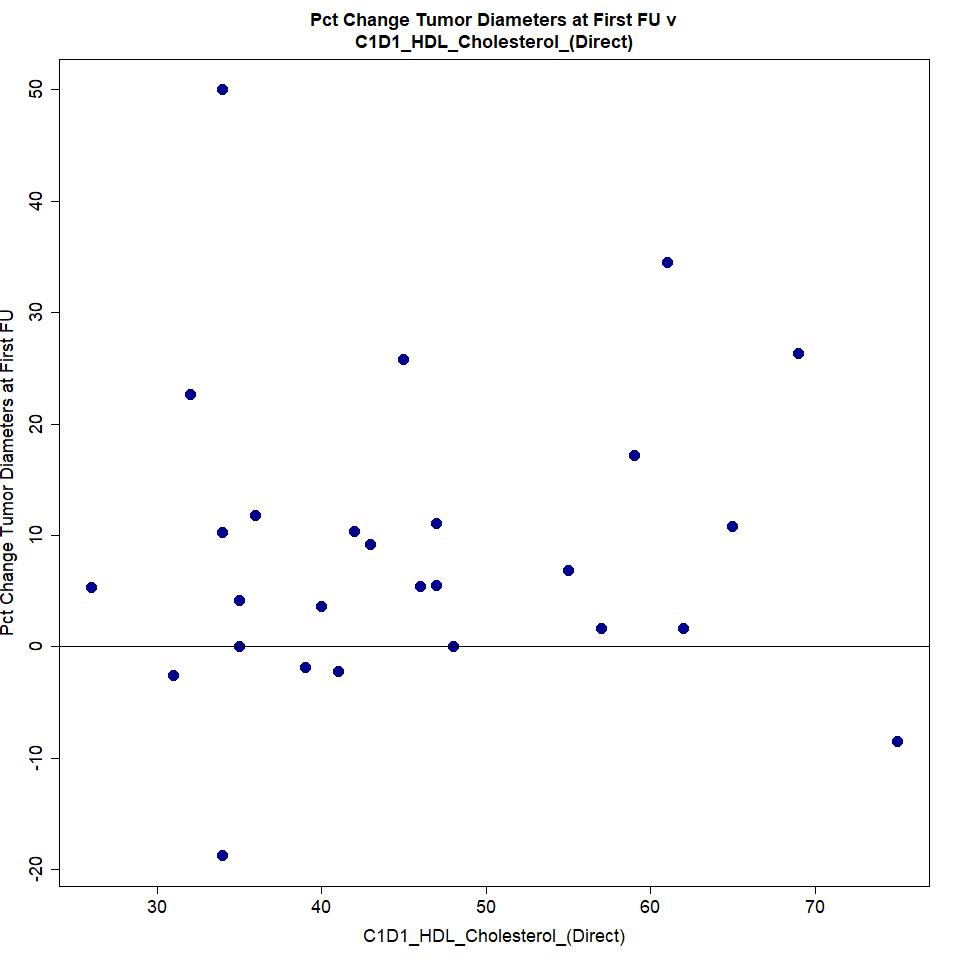 Pct Change Tumor Diameters at First FU v
C1D1_HDL_Cholesterol_(Direct)
Pct Change Tumor Diameters at First FU
50
40
30
20
10
0
-10
-20
30 40 50 60 70
C1D1_HDL_Cholesterol_(Direct)